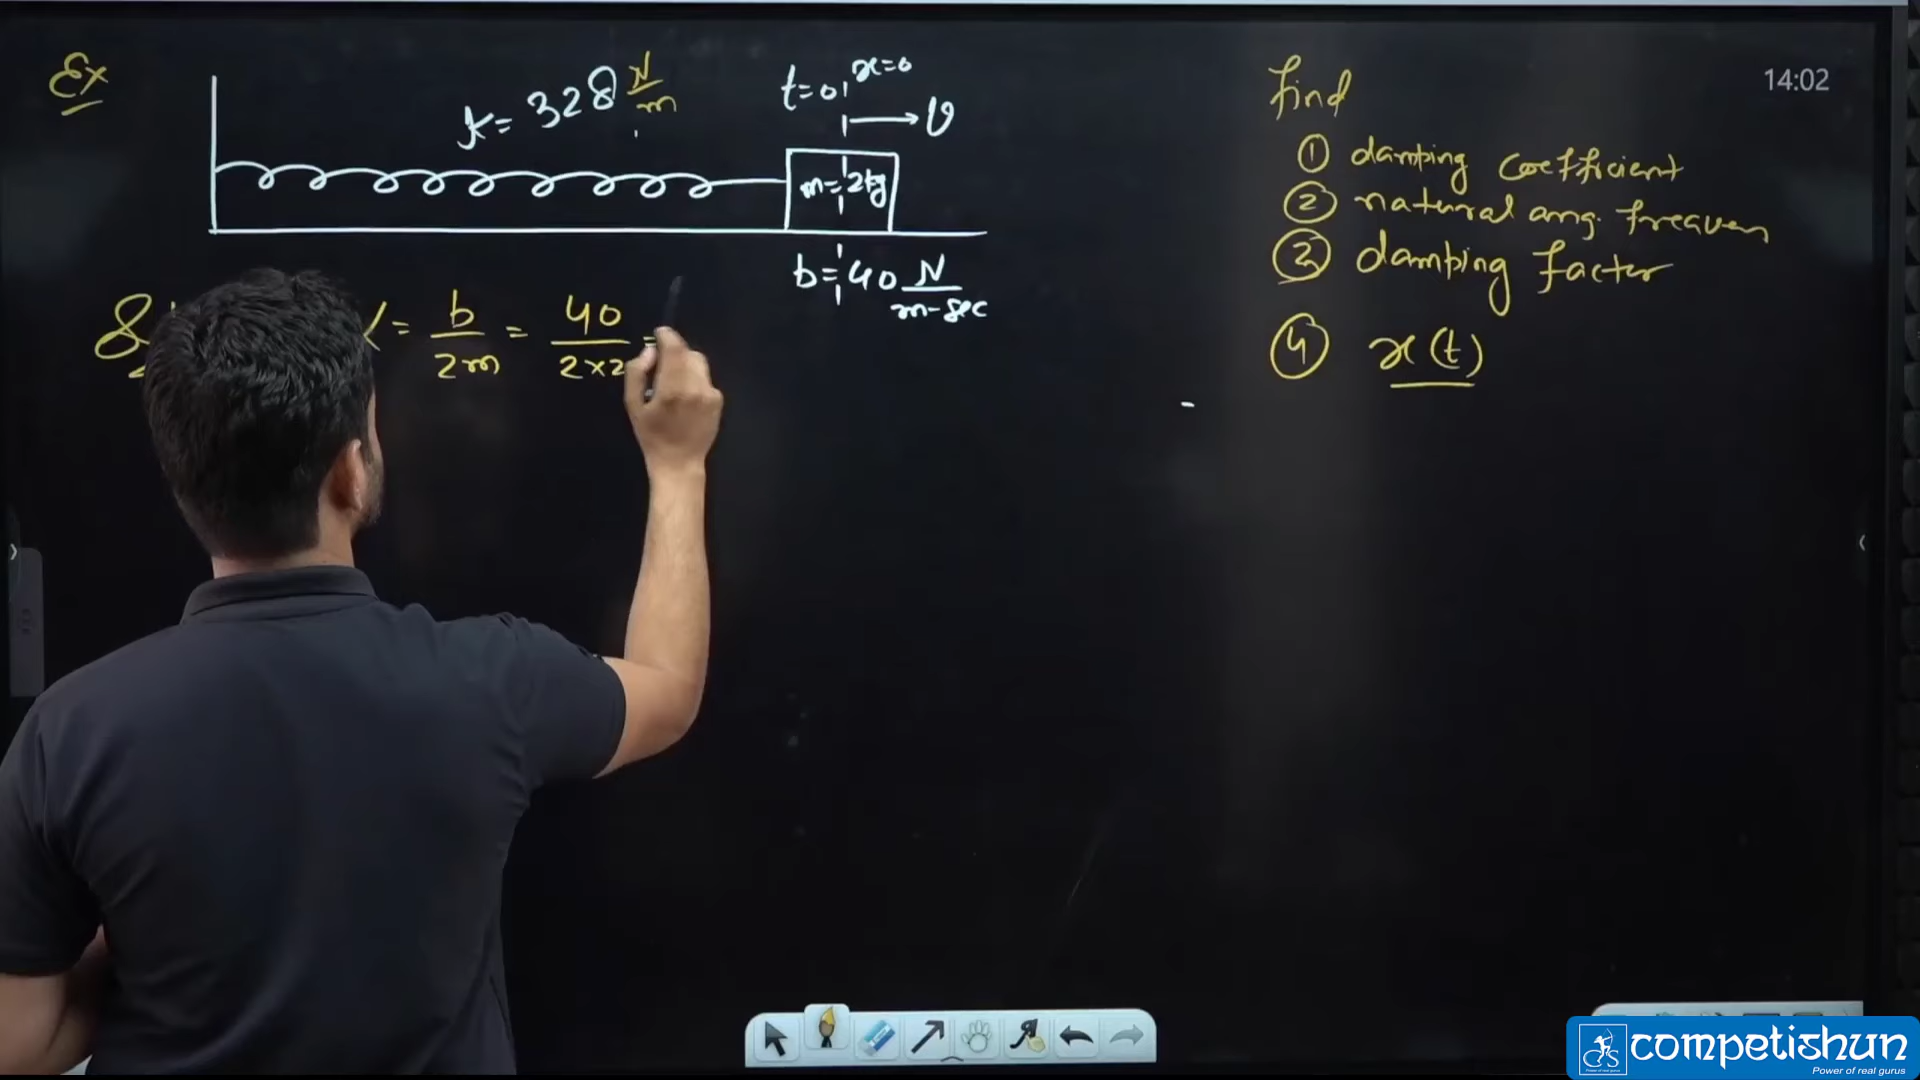 Ex
k = 328 N/m
t=0 x=0
v
m=2kg
b=40 N/m-sec
= b/2m = 40/2×2 =
find
① damping coefficient
② natural ang. frequen
③ damping factor
④ x(t)
14:02
competishun
Power of real gurus